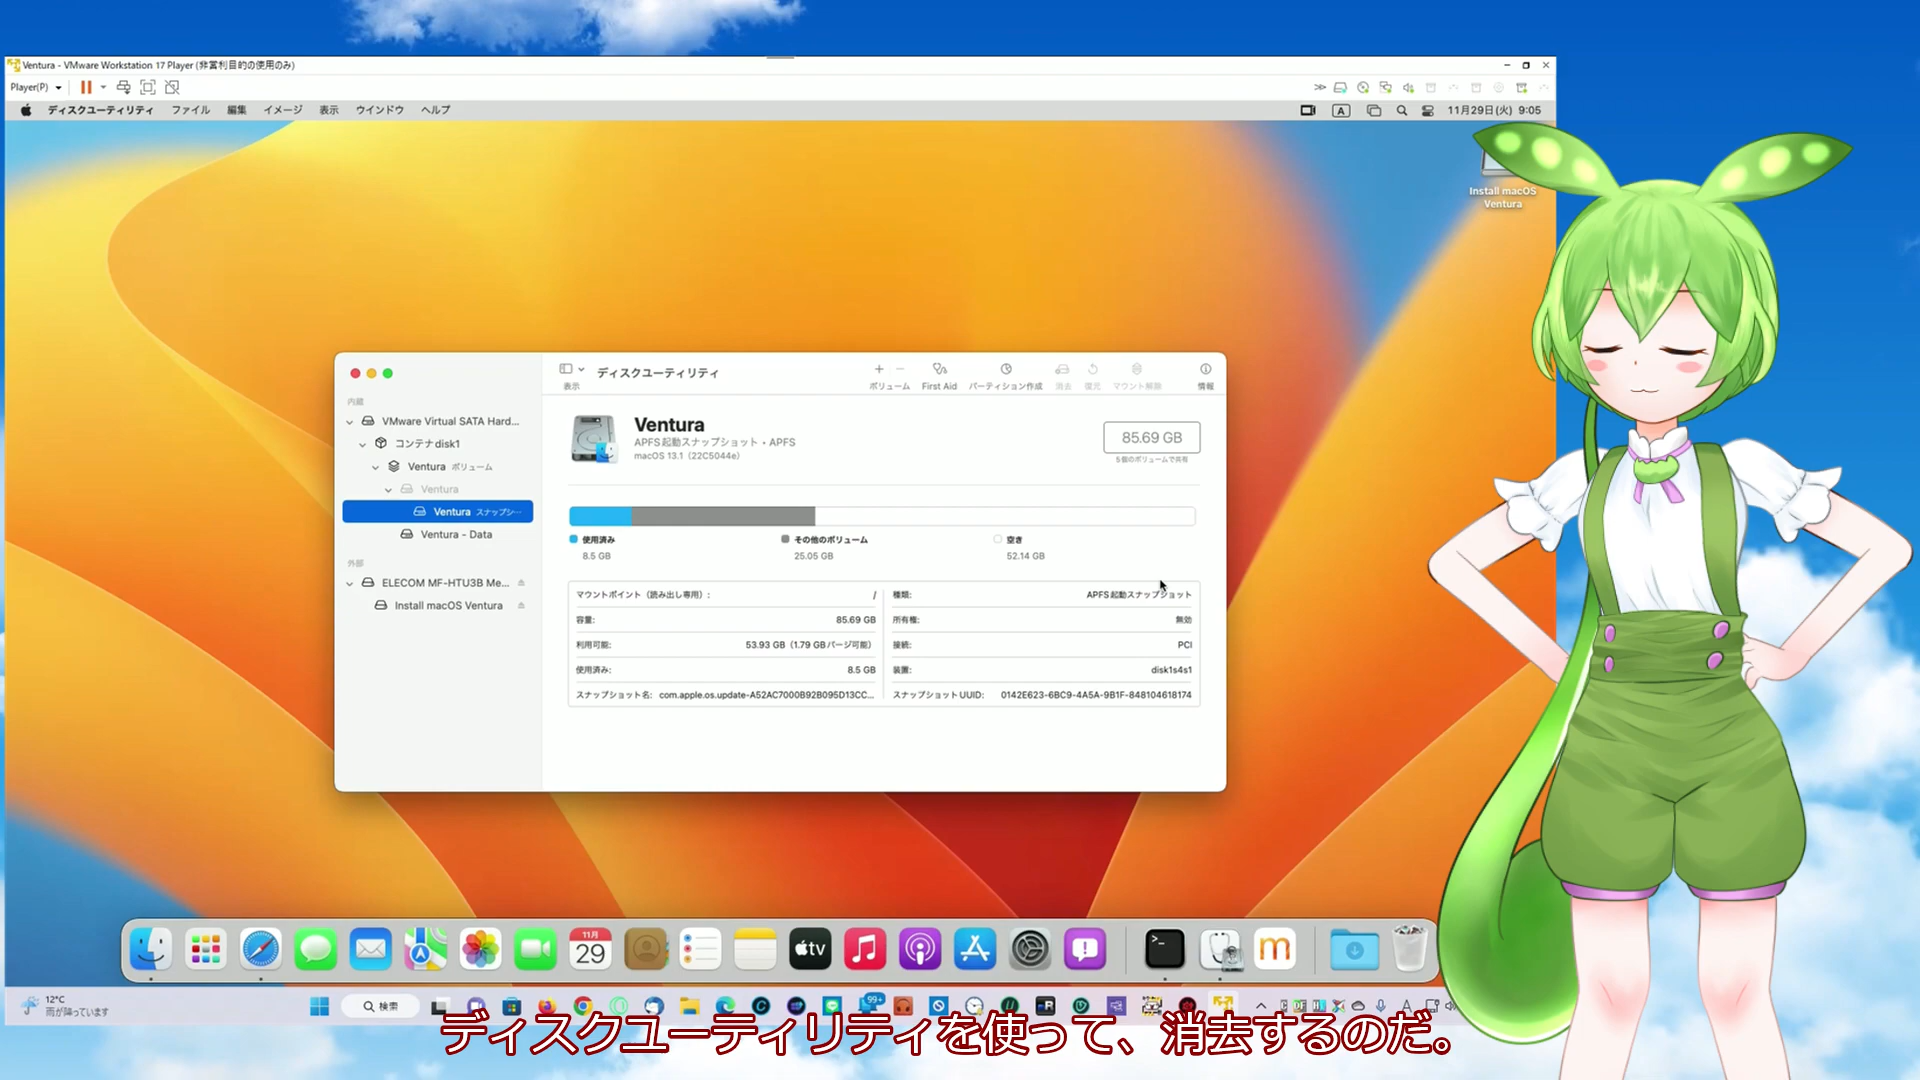 Ventura - VMware Workstation 17 Player (非営利目的の使用のみ)
Player(P)
ディスクユーティリティ ファイル 編集 イメージ 表示 ウインドウ ヘルプ
A 11月29日(火) 9:05
Install macOS
Ventura
ディスクユーティリティ
表示
ボリューム First Aid パーティション作成 消去 復元 マウント解除 情報
内蔵
VMware Virtual SATA Hard...
コンテナdisk1
Ventura ボリューム
Ventura
Ventura スナップシ…
Ventura - Data
外部
ELECOM MF-HTU3B Me...
Install macOS Ventura
Ventura
APFS起動スナップショット・APFS
macOS 13.1 (22C5044e)
85.69 GB
5個のボリュームで共有
使用済み
8.5 GB
その他のボリューム
25.05 GB
空き
52.14 GB
マウントポイント（読み出し専用）: /
容量: 85.69 GB
利用可能: 53.93 GB（1.79 GBパージ可能）
使用済み: 8.5 GB
スナップショット名: com.apple.os.update-A52AC7000B92B095D13CC...
種類: APFS起動スナップショット
所有権: 無効
接続: PCI
装置: disk1s4s1
スナップショットUUID: 0142E623-6BC9-4A5A-9B1F-848104618174
11月
29
tv
12°C
雨が降っています
検索
99+
ディスクユーティリティを使って、消去するのだ。